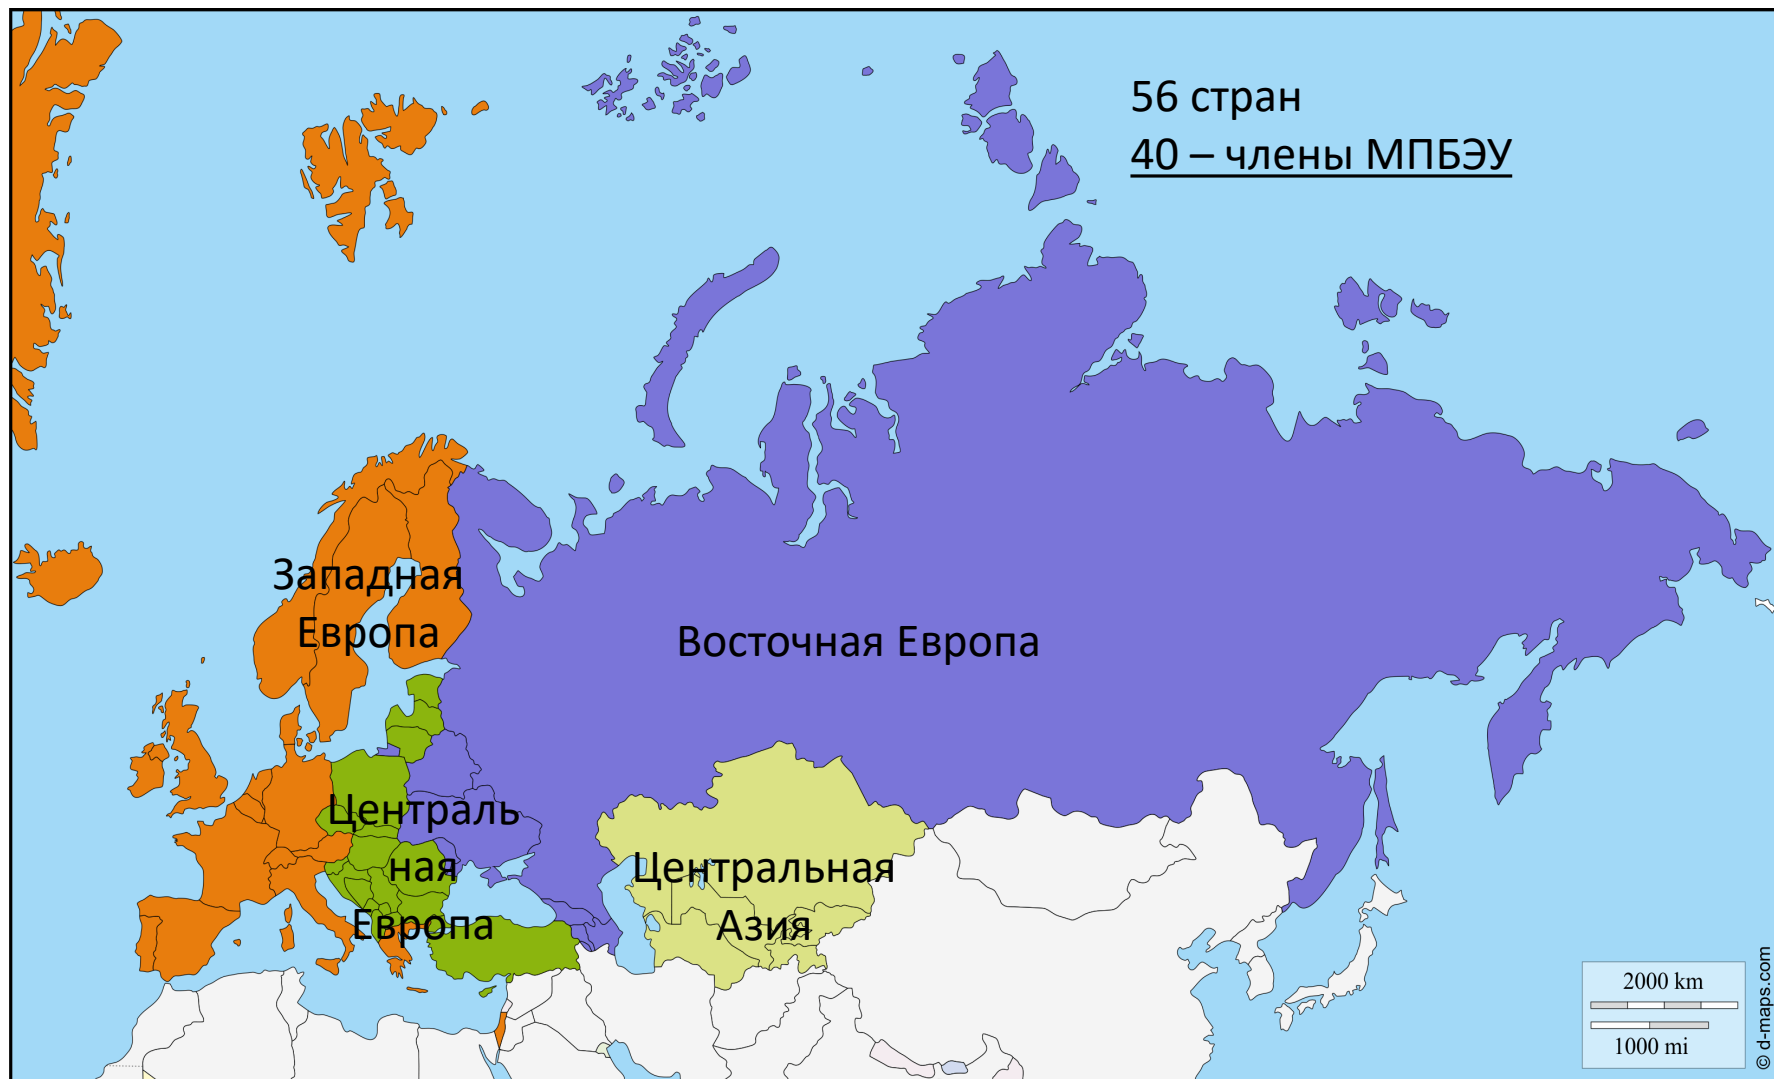 56 стран
40 – члены МПБЭУ
Западная
Европа
Восточная Европа
Централь
ная
Европа
Центральная
Азия
2000 km
1000 mi
© d-maps.com